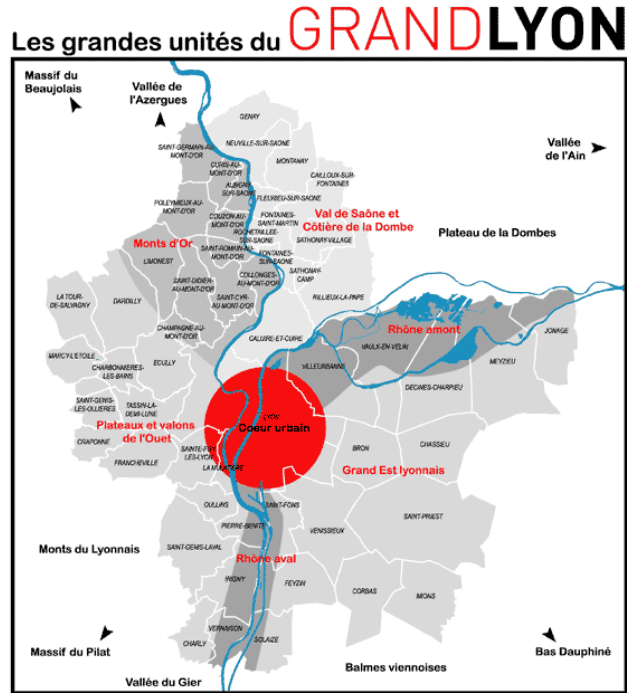 Les grandes unités du GRANDLYON
Massif du
Beaujolais
Vallée de
l'Azergues
Vallée
de l'Ain
GENAY
NEUVILLE-SUR-SAONE
SAINT-GERMAIN-AU-
MONT-D'OR
MONTANAY
CURIS-AU-
MONT-D'OR
CAILLOUX-SUR-
FONTAINES
ALBIGNY-
SUR-SAONE
FLEURIEU-SUR-SAONE
POLEYMIEUX-AU-
MONT-D'OR
COUZON-AU-
MONT-D'OR
FONTAINES-
SAINT-MARTIN
Val de Saône et
Côtière de la Dombe
ROCHETAILLEE-
SUR-SAONE
SATHONAY-VILLAGE
Plateau de la Dombes
Monts d'Or
LIMONEST
SAINT-ROMAIN-AU-
MONT-D'OR
FONTAINES-
SUR-SAONE
SATHONAY-
CAMP
COLLONGES-
AU-MONT-D'OR
SAINT-DIDIER-
AU-MONT-D'OR
SAINT-CYR-
AU-MONT-D'OR
RILLIEUX-LA-PAPE
LA TOUR-
DE-SALVAGNY
DARDILLY
CHAMPAGNE-AU-
MONT-D'OR
CALUIRE-ET-CUIRE
Rhône amont
JONAGE
VAULX-EN-VELIN
MEYZIEU
MARCY-L'ETOILE
ECULLY
CHARBONNIERES-
LES-BAINS
VILLEURBANNE
DECINES-CHARPIEU
SAINT-GENIS-
LES-OLLIERES
TASSIN-LA-
DEMI-LUNE
LYON
Coeur urbain
Plateaux et valons
de l'Ouet
CRAPONNE
SAINTE-FOY-
LES-LYON
BRON
CHASSIEU
FRANCHEVILLE
LA MULATIERE
Grand Est lyonnais
OULLINS
SAINT-FONS
SAINT-PRIEST
PIERRE-BENITE
VENISSIEUX
Monts du Lyonnais
SAINT-GENIS-LAVAL
Rhône aval
IRIGNY
FEYZIN
CORBAS
MIONS
VERNAISON
CHARLY
SOLAIZE
Massif du Pilat
Bas Dauphiné
Balmes viennoises
Vallée du Gier